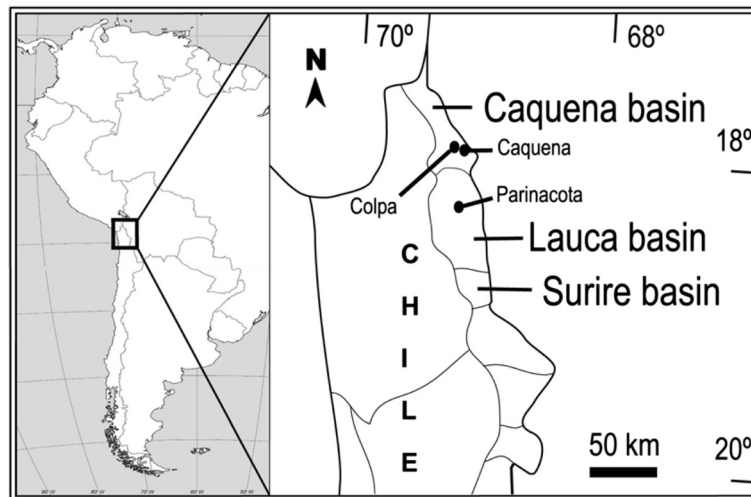 70º
68º
N
Caquena basin
18º
Caquena
Colpa
Parinacota
Lauca basin
Surire basin
C
H
I
L
E
50 km
20º